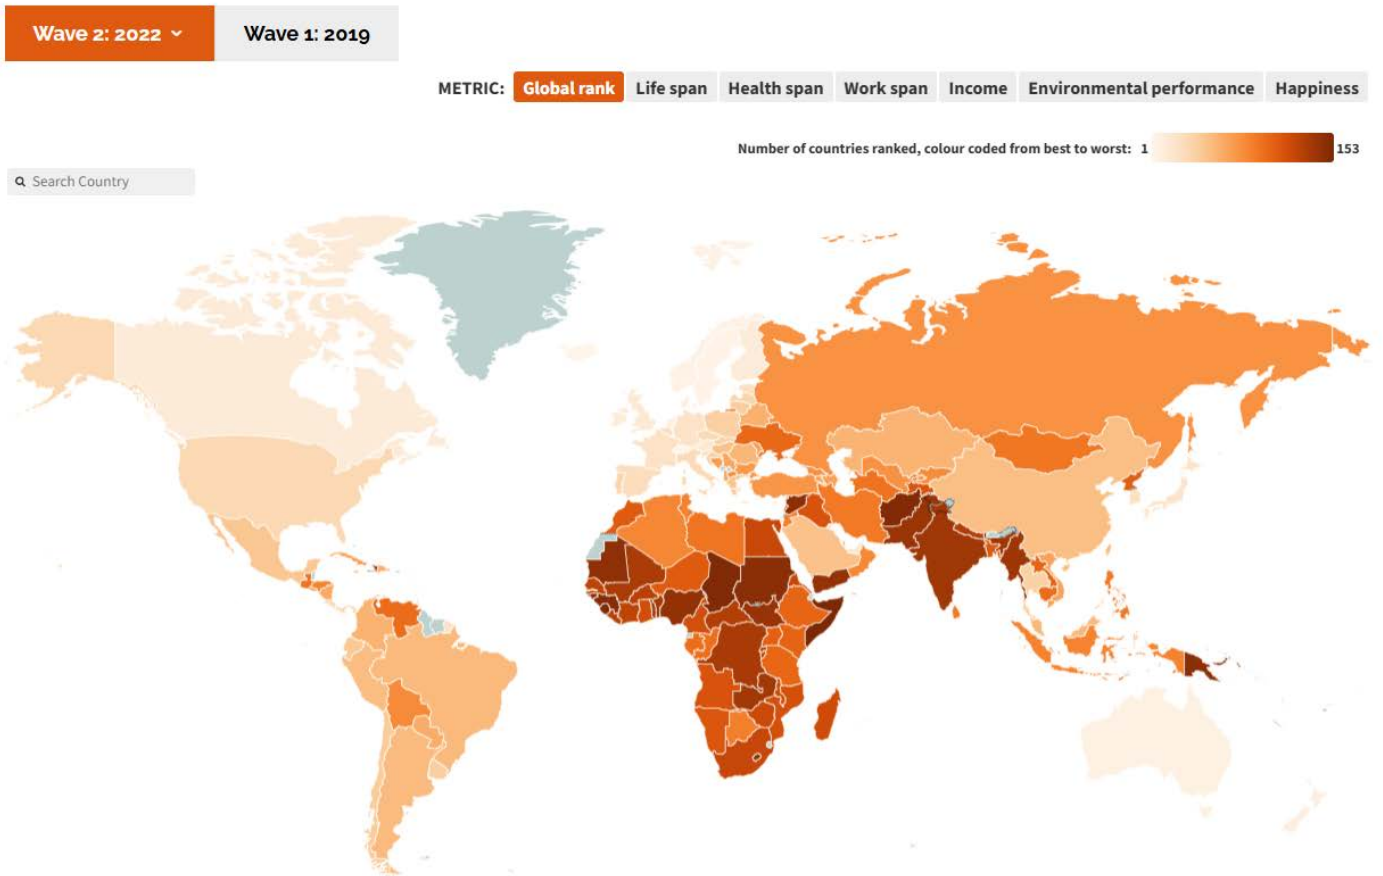 Wave 2: 2022
Wave 1: 2019
METRIC: Global rank Life span Health span Work span Income Environmental performance Happiness
Number of countries ranked, colour coded from best to worst: 1 153
Search Country